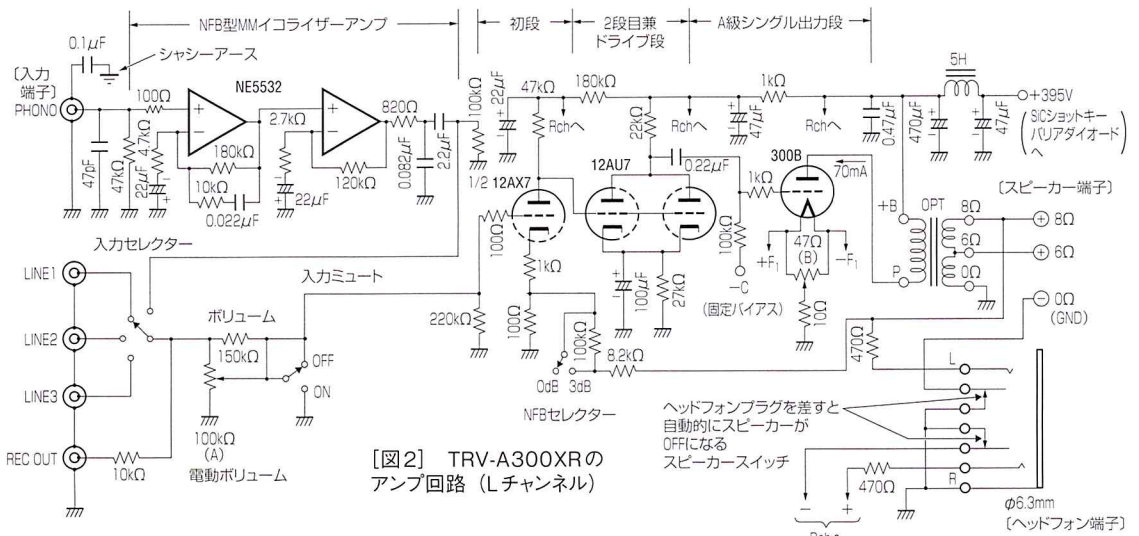 NFB型MMイコライザーアンプ
初段
2段目兼
ドライブ段
A級シングル出力段
0.1μF
シャシーアース
〔入力
端子〕
PHONO
100Ω
NE5532
820Ω
100kΩ
22μF
47kΩ
180kΩ
1kΩ
5H
+395V
(SiCショットキー
バリアダイオード
へ)
Rchへ
Rchへ
Rchへ
22kΩ
47μF
0.47μF
470μF
47μF
47pF
47kΩ
4.7kΩ
22μF
180kΩ
10kΩ
0.022μF
2.7kΩ
22μF
120kΩ
0.082μF
2.2μF
1/2 12AX7
12AU7
0.22μF
1kΩ
300B
70mA
〔スピーカー端子〕
+B
OPT
8Ω
6Ω
0Ω
P
8Ω
6Ω
0Ω
(GND)
100Ω
1kΩ
100Ω
220kΩ
100μF
27kΩ
100kΩ
-C
(固定バイアス)
+F1
47Ω
(B)
-F1
10Ω
入力セレクター
入力ミュート
LINE1
LINE2
LINE3
REC OUT
ボリューム
150kΩ
OFF
ON
100kΩ
(A)
電動ボリューム
10kΩ
100kΩ
8.2kΩ
0dB
3dB
NFBセレクター
470Ω
L
ヘッドフォンプラグを差すと
自動的にスピーカーが
OFFになる
スピーカースイッチ
470Ω
R
φ6.3mm
〔ヘッドフォン端子〕
− +
[図2] TRV-A300XRの
アンプ回路(Lチャンネル)